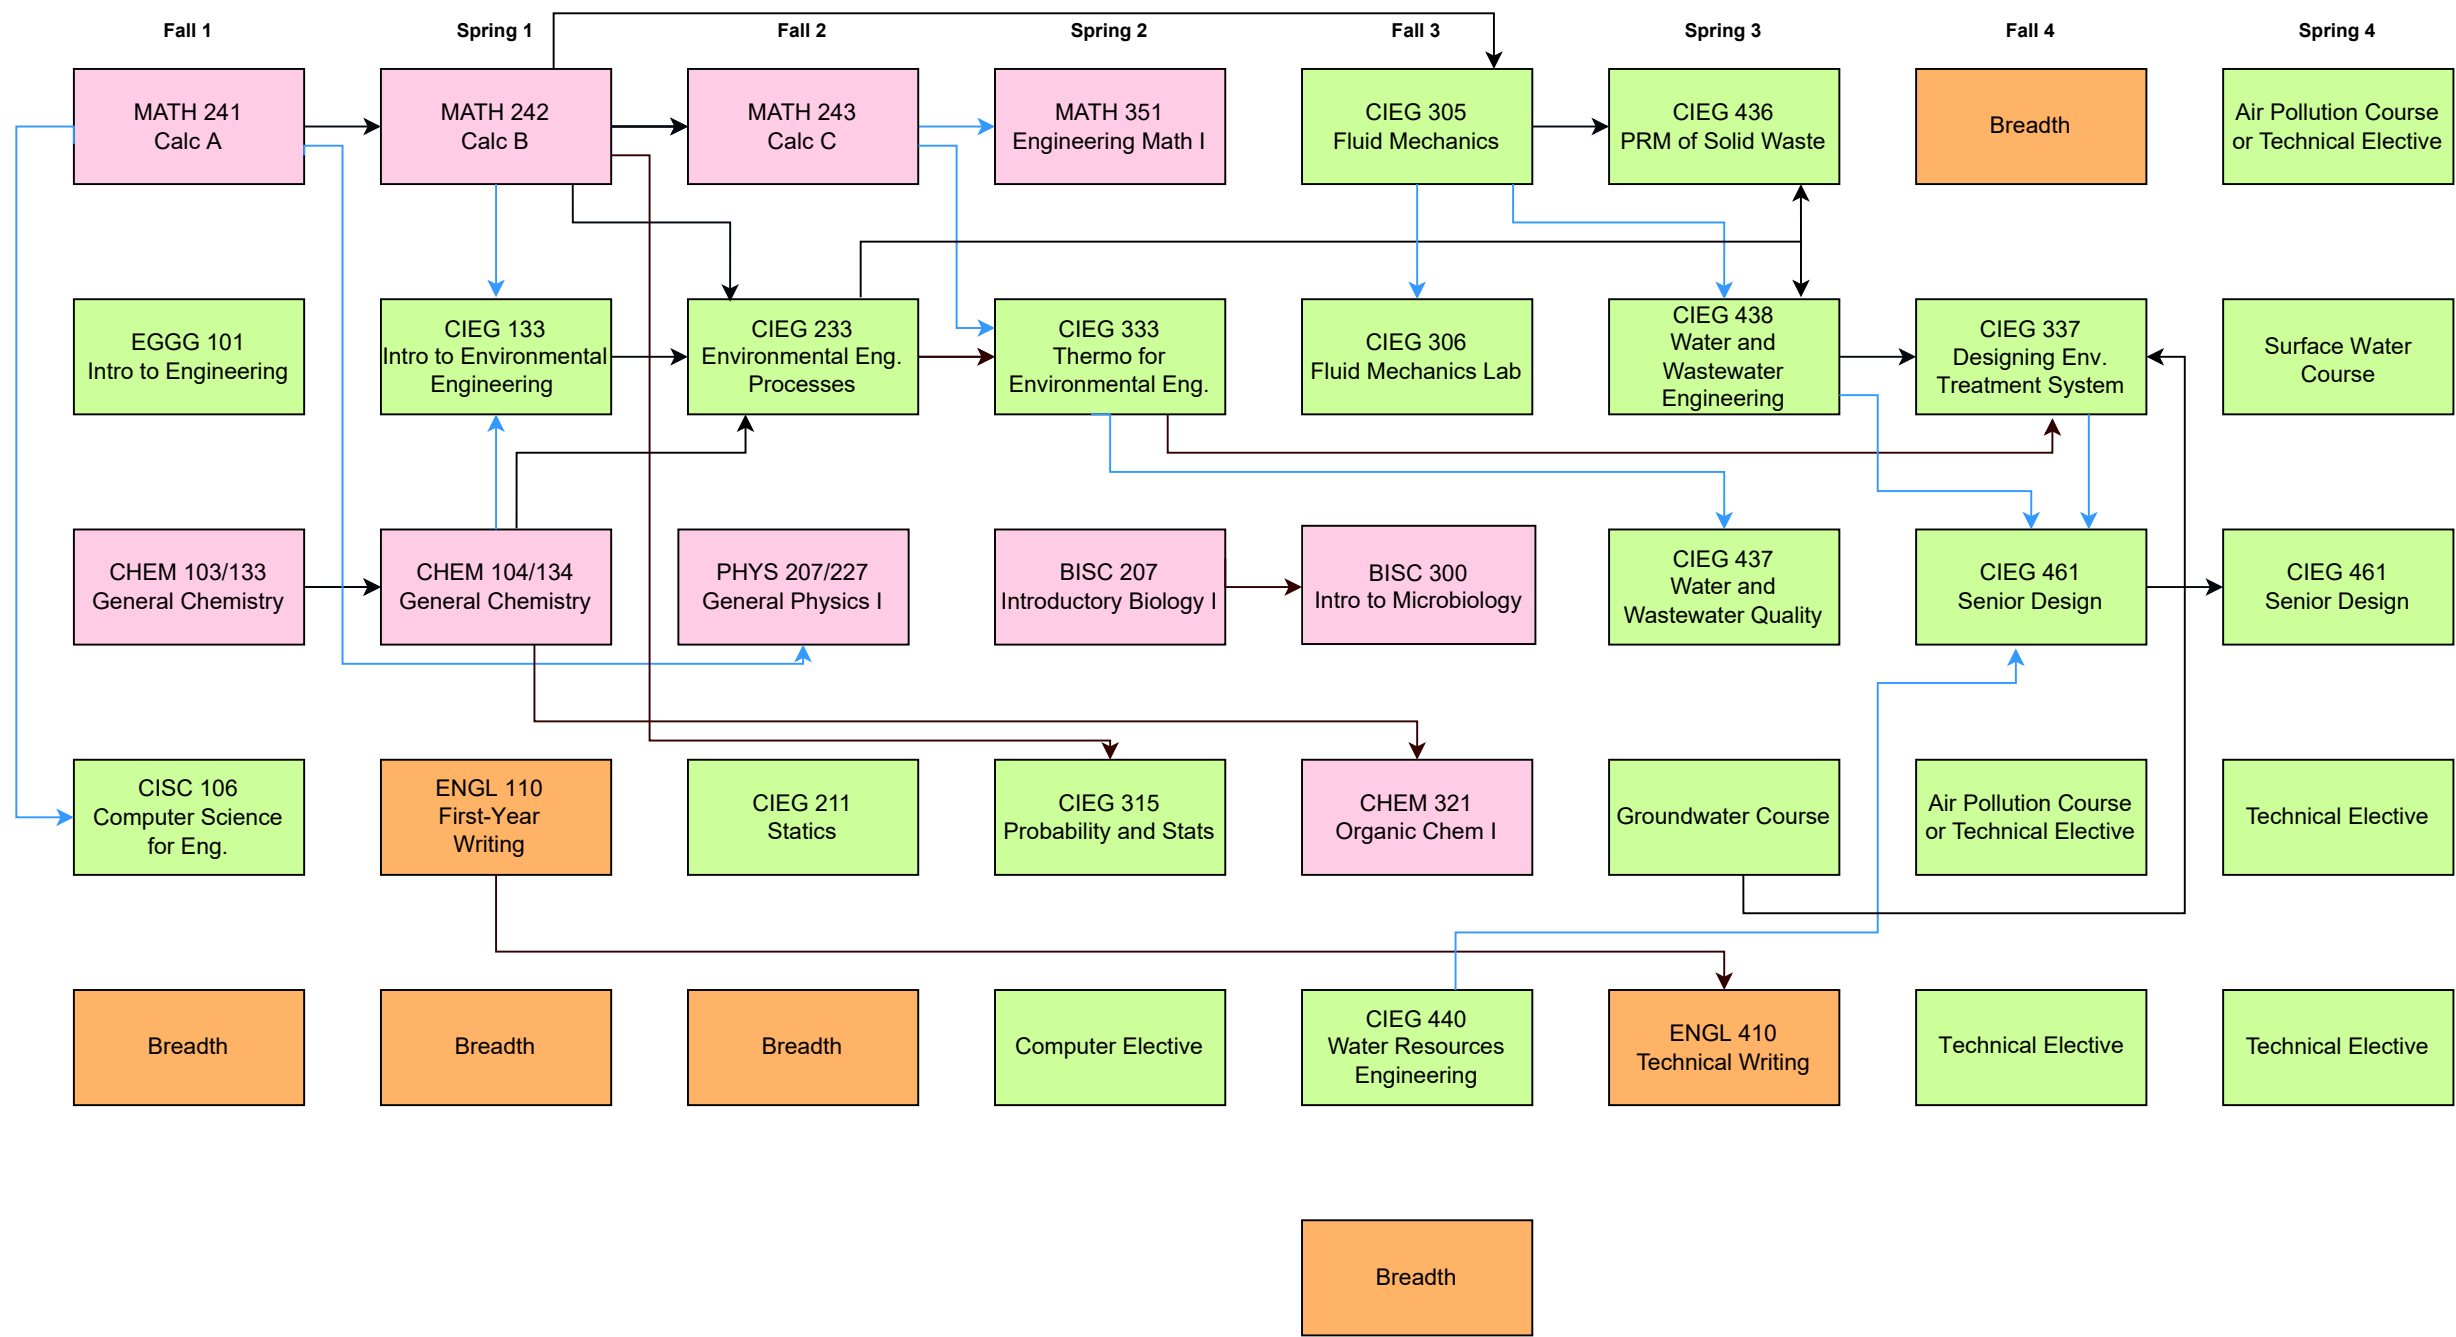 Fall 1
Spring 1
Fall 2
Spring 2
Fall 3
Spring 3
Fall 4
Spring 4
MATH 241
Calc A
MATH 242
Calc B
MATH 243
Calc C
MATH 351
Engineering Math I
CIEG 305
Fluid Mechanics
CIEG 436
PRM of Solid Waste
Breadth
Air Pollution Course
or Technical Elective
EGGG 101
Intro to Engineering
CIEG 133
Intro to Environmental
Engineering
CIEG 233
Environmental Eng.
Processes
CIEG 333
Thermo for
Environmental Eng.
CIEG 306
Fluid Mechanics Lab
CIEG 438
Water and
Wastewater
Engineering
CIEG 337
Designing Env.
Treatment System
Surface Water
Course
CHEM 103/133
General Chemistry
CHEM 104/134
General Chemistry
PHYS 207/227
General Physics I
BISC 207
Introductory Biology I
BISC 300
Intro to Microbiology
CIEG 437
Water and
Wastewater Quality
CIEG 461
Senior Design
CIEG 461
Senior Design
CISC 106
Computer Science
for Eng.
ENGL 110
First-Year
Writing
CIEG 211
Statics
CIEG 315
Probability and Stats
CHEM 321
Organic Chem I
Groundwater Course
Air Pollution Course
or Technical Elective
Technical Elective
Breadth
Breadth
Breadth
Computer Elective
CIEG 440
Water Resources
Engineering
ENGL 410
Technical Writing
Technical Elective
Technical Elective
Breadth